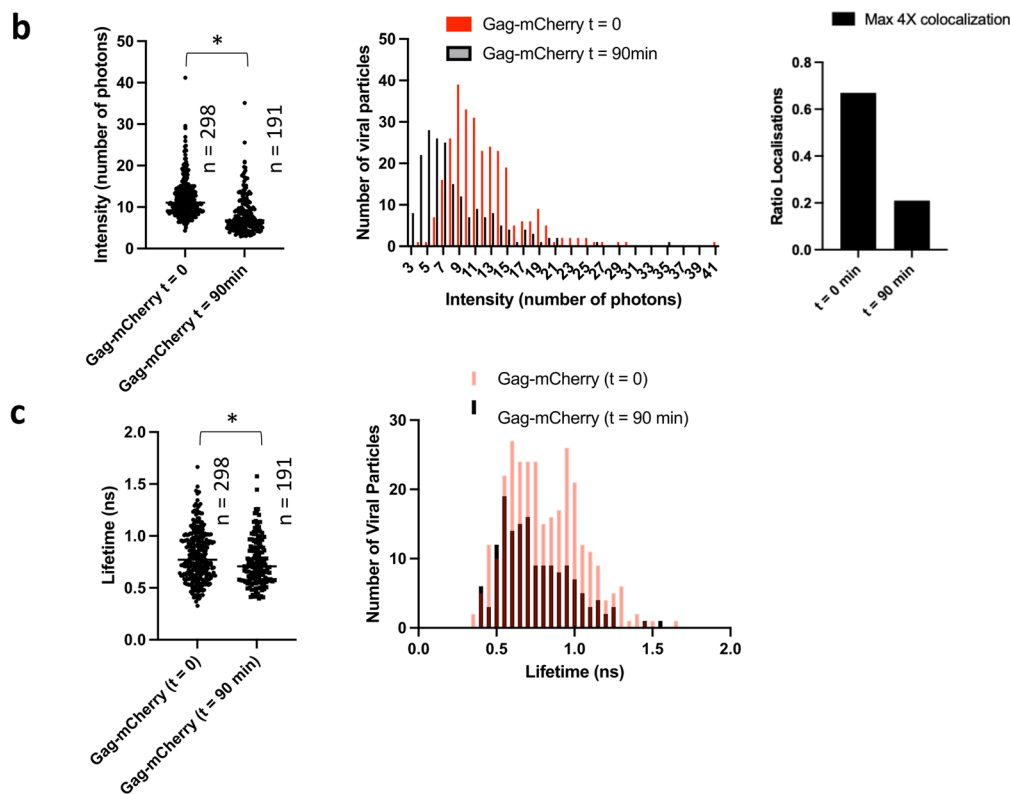 b
Intensity (number of photons)
50
40
30
20
10
0
*
n = 298
n = 191
Gag-mCherry t = 0
Gag-mCherry t = 90min
Gag-mCherry t = 0
Gag-mCherry t = 90min
Number of viral particles
50
40
30
20
10
0
3 5 7 9 11 13 15 17 19 21 23 25 27 29 31 33 35 37 39 41
Intensity (number of photons)
Max 4X colocalization
Ratio Localisations
0.8
0.6
0.4
0.2
0.0
t = 0 min
t = 90 min
c
Lifetime (ns)
2.0
1.5
1.0
0.5
0.0
*
n = 298
n = 191
Gag-mCherry (t = 0)
Gag-mCherry (t = 90 min)
Gag-mCherry (t = 0)
Gag-mCherry (t = 90 min)
Number of Viral Particles
30
20
10
0
0.0 0.5 1.0 1.5 2.0
Lifetime (ns)